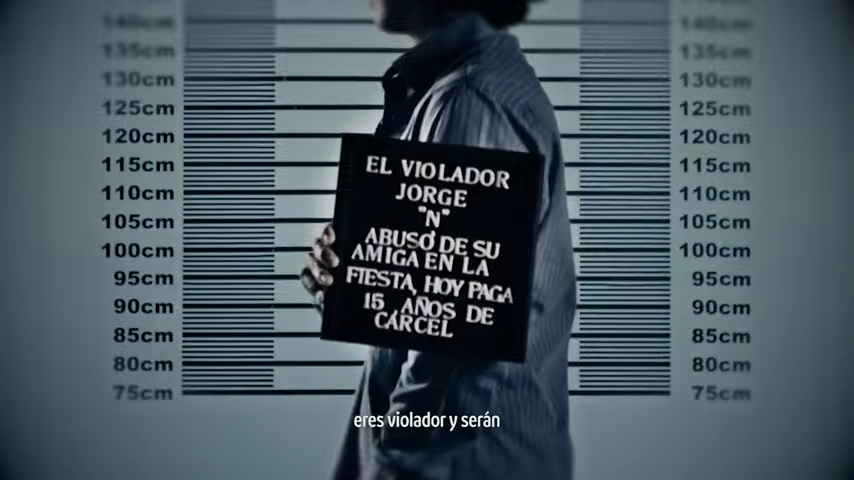 140cm 140cm
135cm 135cm
130cm 130cm
125cm 125cm
120cm 120cm
115cm 115cm
110cm 110cm
105cm 105cm
100cm 100cm
95cm 95cm
90cm 90cm
85cm 85cm
80cm 80cm
75cm 75cm
EL VIOLADOR
JORGE
"N"
ABUSÓ DE SU
AMIGA EN LA
FIESTA, HOY PAGA
15 AÑOS DE
CÁRCEL
eres violador y serán